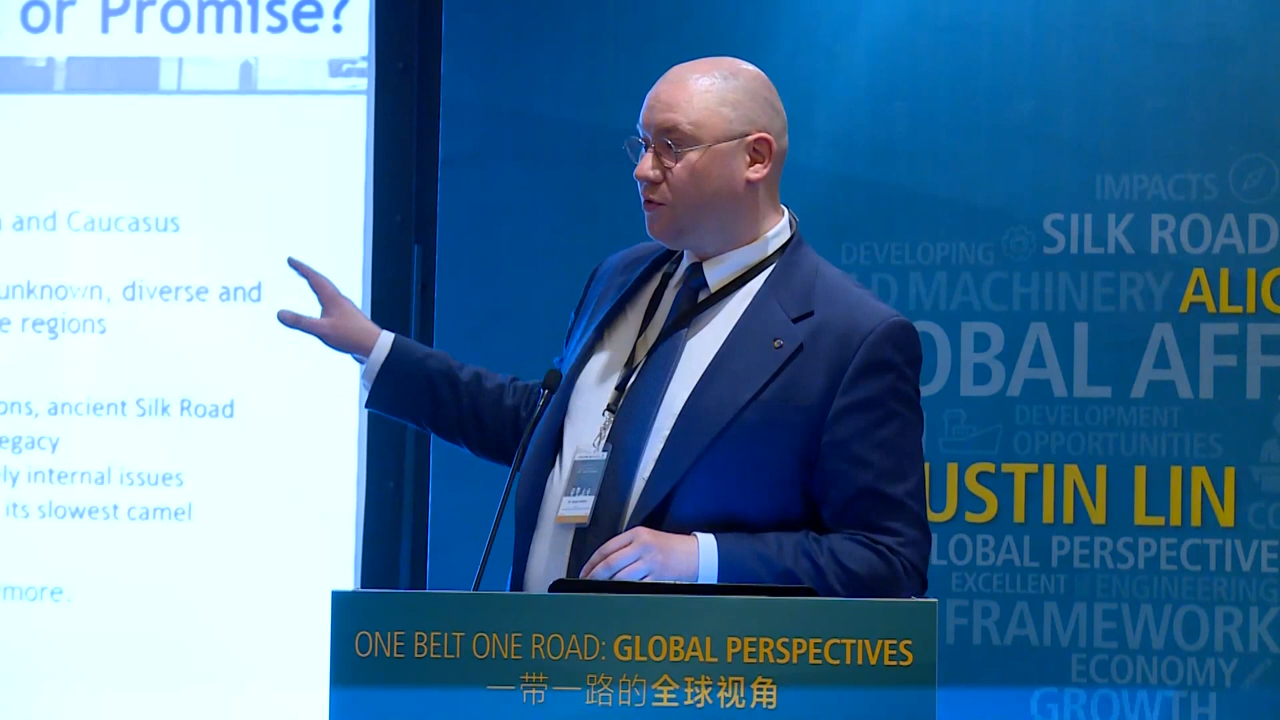 or Promise?
and Caucasus
unknown, diverse and
regions
ons, ancient Silk Road
egacy
ly internal issues
its slowest camel
more.
IMPACTS
SILK ROAD
DEVELOPING
D MACHINERY
ALIC
OBAL AFF
DEVELOPMENT
OPPORTUNITIES
USTIN LIN
LOBAL PERSPECTIVE
EXCELLENT ENGINEERING
FRAMEWORK
ECONOMY
GROWTH
ONE BELT ONE ROAD: GLOBAL PERSPECTIVES
一带一路的全球视角